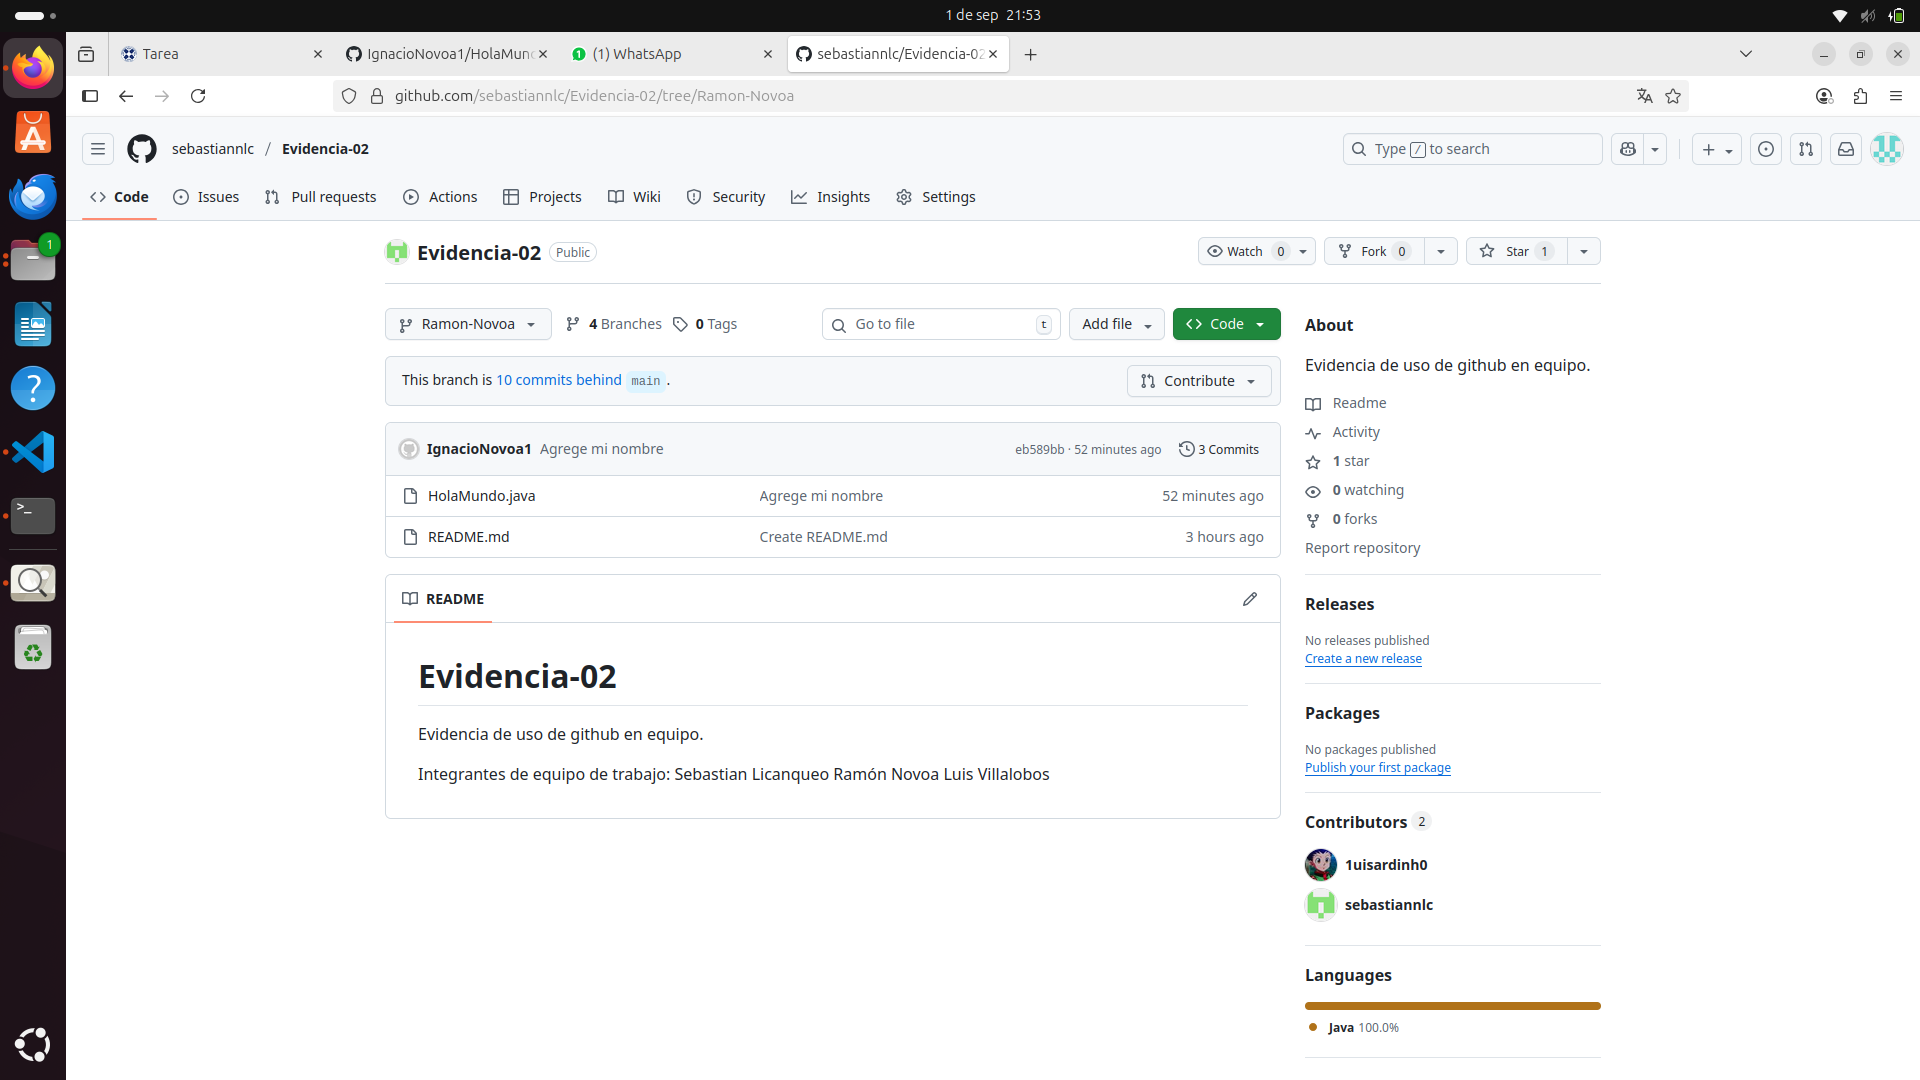 1 de sep 21:53
Tarea
IgnacioNovoa1/HolaMun
(1) WhatsApp
sebastiannlc/Evidencia-02
github.com/sebastiannlc/Evidencia-02/tree/Ramon-Novoa
sebastiannlc / Evidencia-02
Type / to search
Code
Issues
Pull requests
Actions
Projects
Wiki
Security
Insights
Settings
1
Evidencia-02 Public
Watch 0
Fork 0
Star 1
Ramon-Novoa
4 Branches
0 Tags
Go to file t
Add file
Code
This branch is 10 commits behind main .
Contribute
IgnacioNovoa1 Agrege mi nombre eb589bb · 52 minutes ago 3 Commits
HolaMundo.java Agrege mi nombre 52 minutes ago
README.md Create README.md 3 hours ago
README
Evidencia-02
Evidencia de uso de github en equipo.
Integrantes de equipo de trabajo: Sebastian Licanqueo Ramón Novoa Luis Villalobos
About
Evidencia de uso de github en equipo.
Readme
Activity
1 star
0 watching
0 forks
Report repository
Releases
No releases published
Create a new release
Packages
No packages published
Publish your first package
Contributors 2
1uisardinh0
sebastiannlc
Languages
Java 100.0%